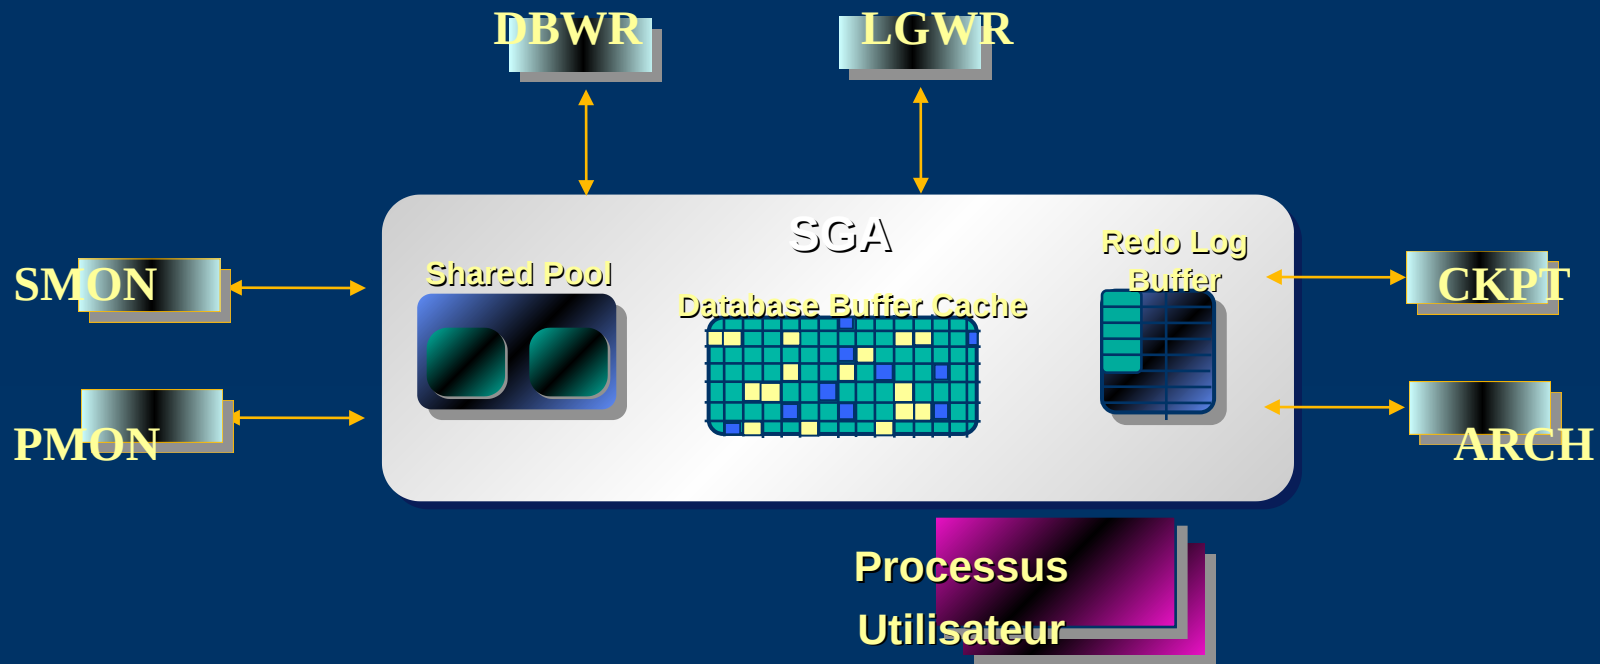 DBWR
LGWR
SGA
Redo Log
Buffer
Shared Pool
Database Buffer Cache
SMON
CKPT
PMON
ARCH
Processus
Utilisateur